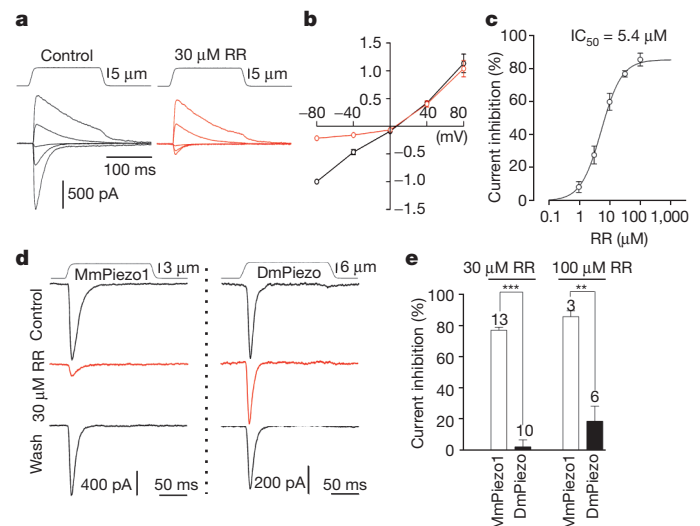 a
Control
5 µm
30 µM RR
5 µm
100 ms
500 pA
b
1.5
1.0
0.5
−80
−40
0
40
80
(mV)
−0.5
−1.0
−1.5
c
IC50 = 5.4 µM
Current inhibition (%)
80
60
40
20
0
0.1
1
10
100
1,000
RR (µM)
d
MmPiezo1
3 µm
DmPiezo
6 µm
Control
30 µM RR
Wash
400 pA
50 ms
200 pA
50 ms
e
30 µM RR
100 µM RR
Current inhibition (%)
100
80
60
40
20
0
***
**
13
10
3
6
MmPiezo1
DmPiezo
MmPiezo1
DmPiezo